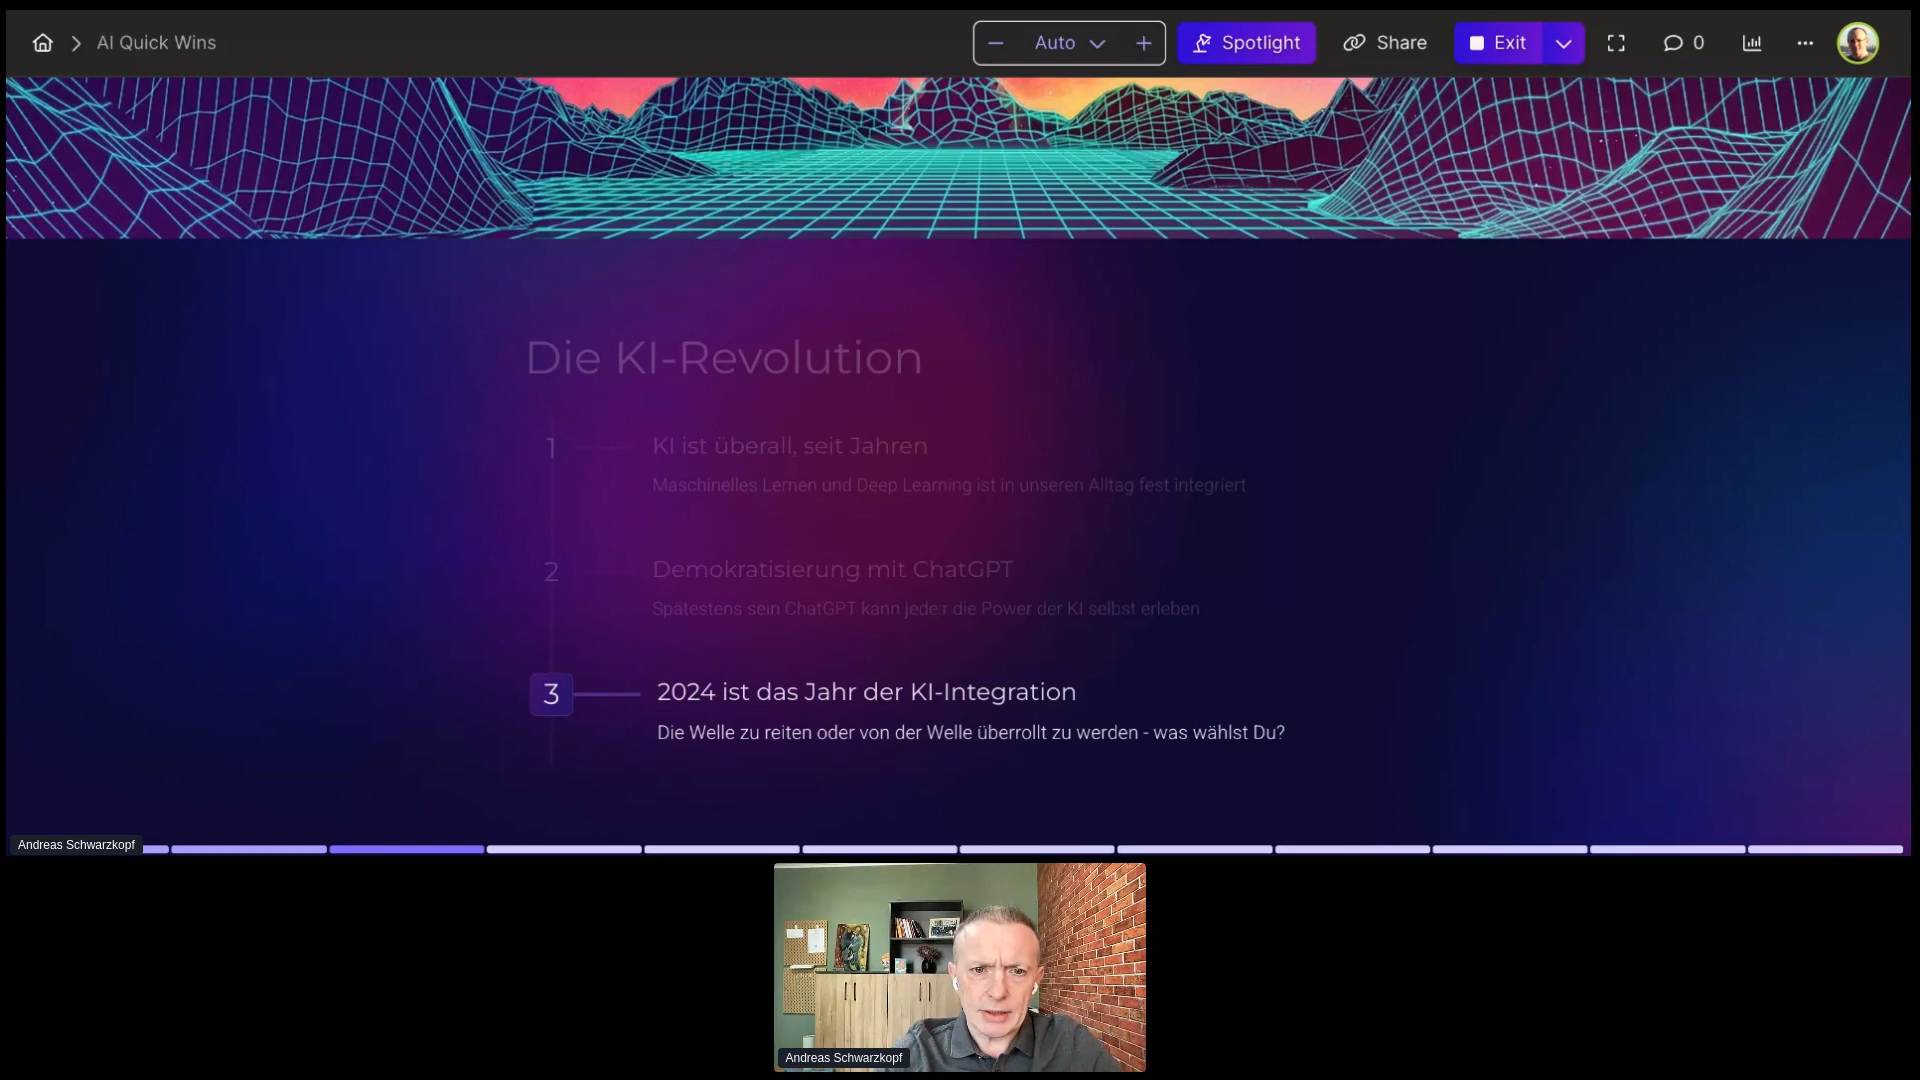 AI Quick Wins
Auto
Spotlight
Share
Exit
0
Die KI-Revolution
1
KI ist überall, seit Jahren
Maschinelles Lernen und Deep Learning ist in unseren Alltag fest integriert
2
Demokratisierung mit ChatGPT
Spätestens sein ChatGPT kann jede:r die Power der KI selbst erleben
3
2024 ist das Jahr der KI-Integration
Die Welle zu reiten oder von der Welle überrollt zu werden - was wählst Du?
Andreas Schwarzkopf
Andreas Schwarzkopf